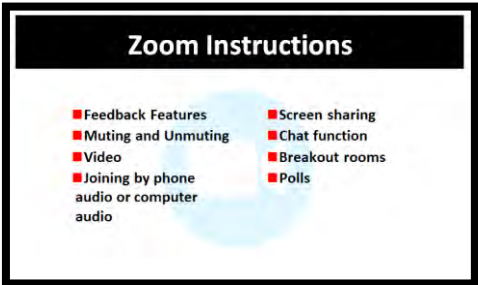 Zoom Instructions
Feedback Features
Muting and Unmuting
Video
Joining by phone
audio or computer
audio
Screen sharing
Chat function
Breakout rooms
Polls